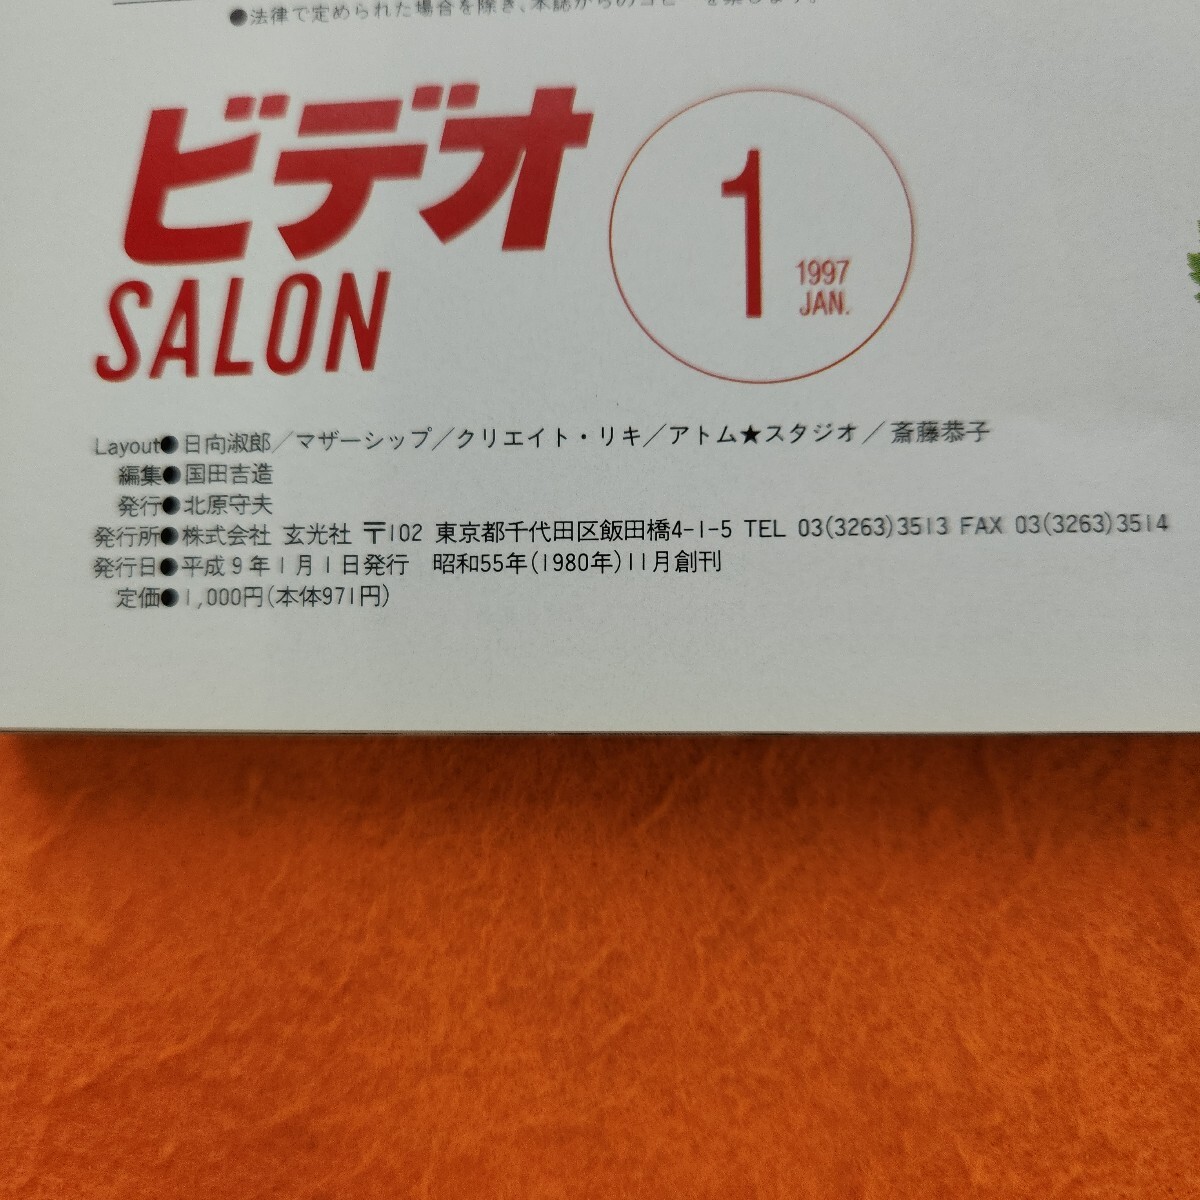 ●法律で定められた場合を除き、本誌からのコピーを禁じます。
ビデオ
SALON
1
1997
JAN.
Layout●日向淑郎／マザーシップ／クリエイト・リキ／アトム★スタジオ／斎藤恭子
編集●国田吉造
発行●北原守夫
発行所●株式会社 玄光社 〒102 東京都千代田区飯田橋4-1-5 TEL 03(3263)3513 FAX 03(3263)3514
発行日●平成9年1月1日発行 昭和55年(1980年)11月創刊
定価●1,000円(本体971円)